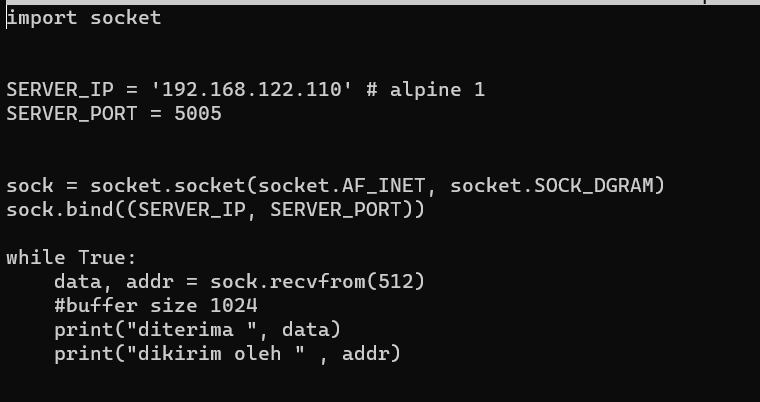 import socket
SERVER_IP = '192.168.122.110' # alpine 1
SERVER_PORT = 5005
sock = socket.socket(socket.AF_INET, socket.SOCK_DGRAM)
sock.bind((SERVER_IP, SERVER_PORT))
while True:
    data, addr = sock.recvfrom(512)
    #buffer size 1024
    print("diterima ", data)
    print("dikirim oleh " , addr)